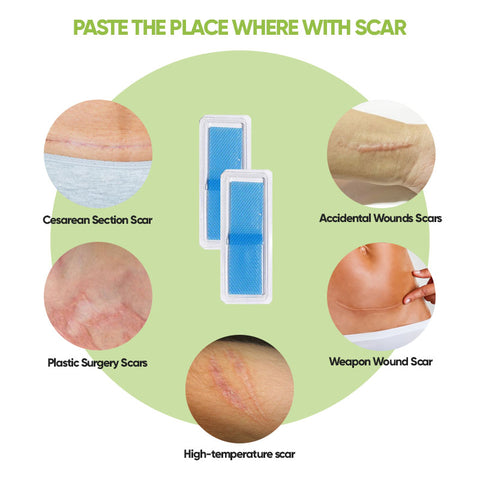 PASTE THE PLACE WHERE WITH SCAR
Cesarean Section Scar
Accidental Wounds Scars
Plastic Surgery Scars
Weapon Wound Scar
High-temperature scar